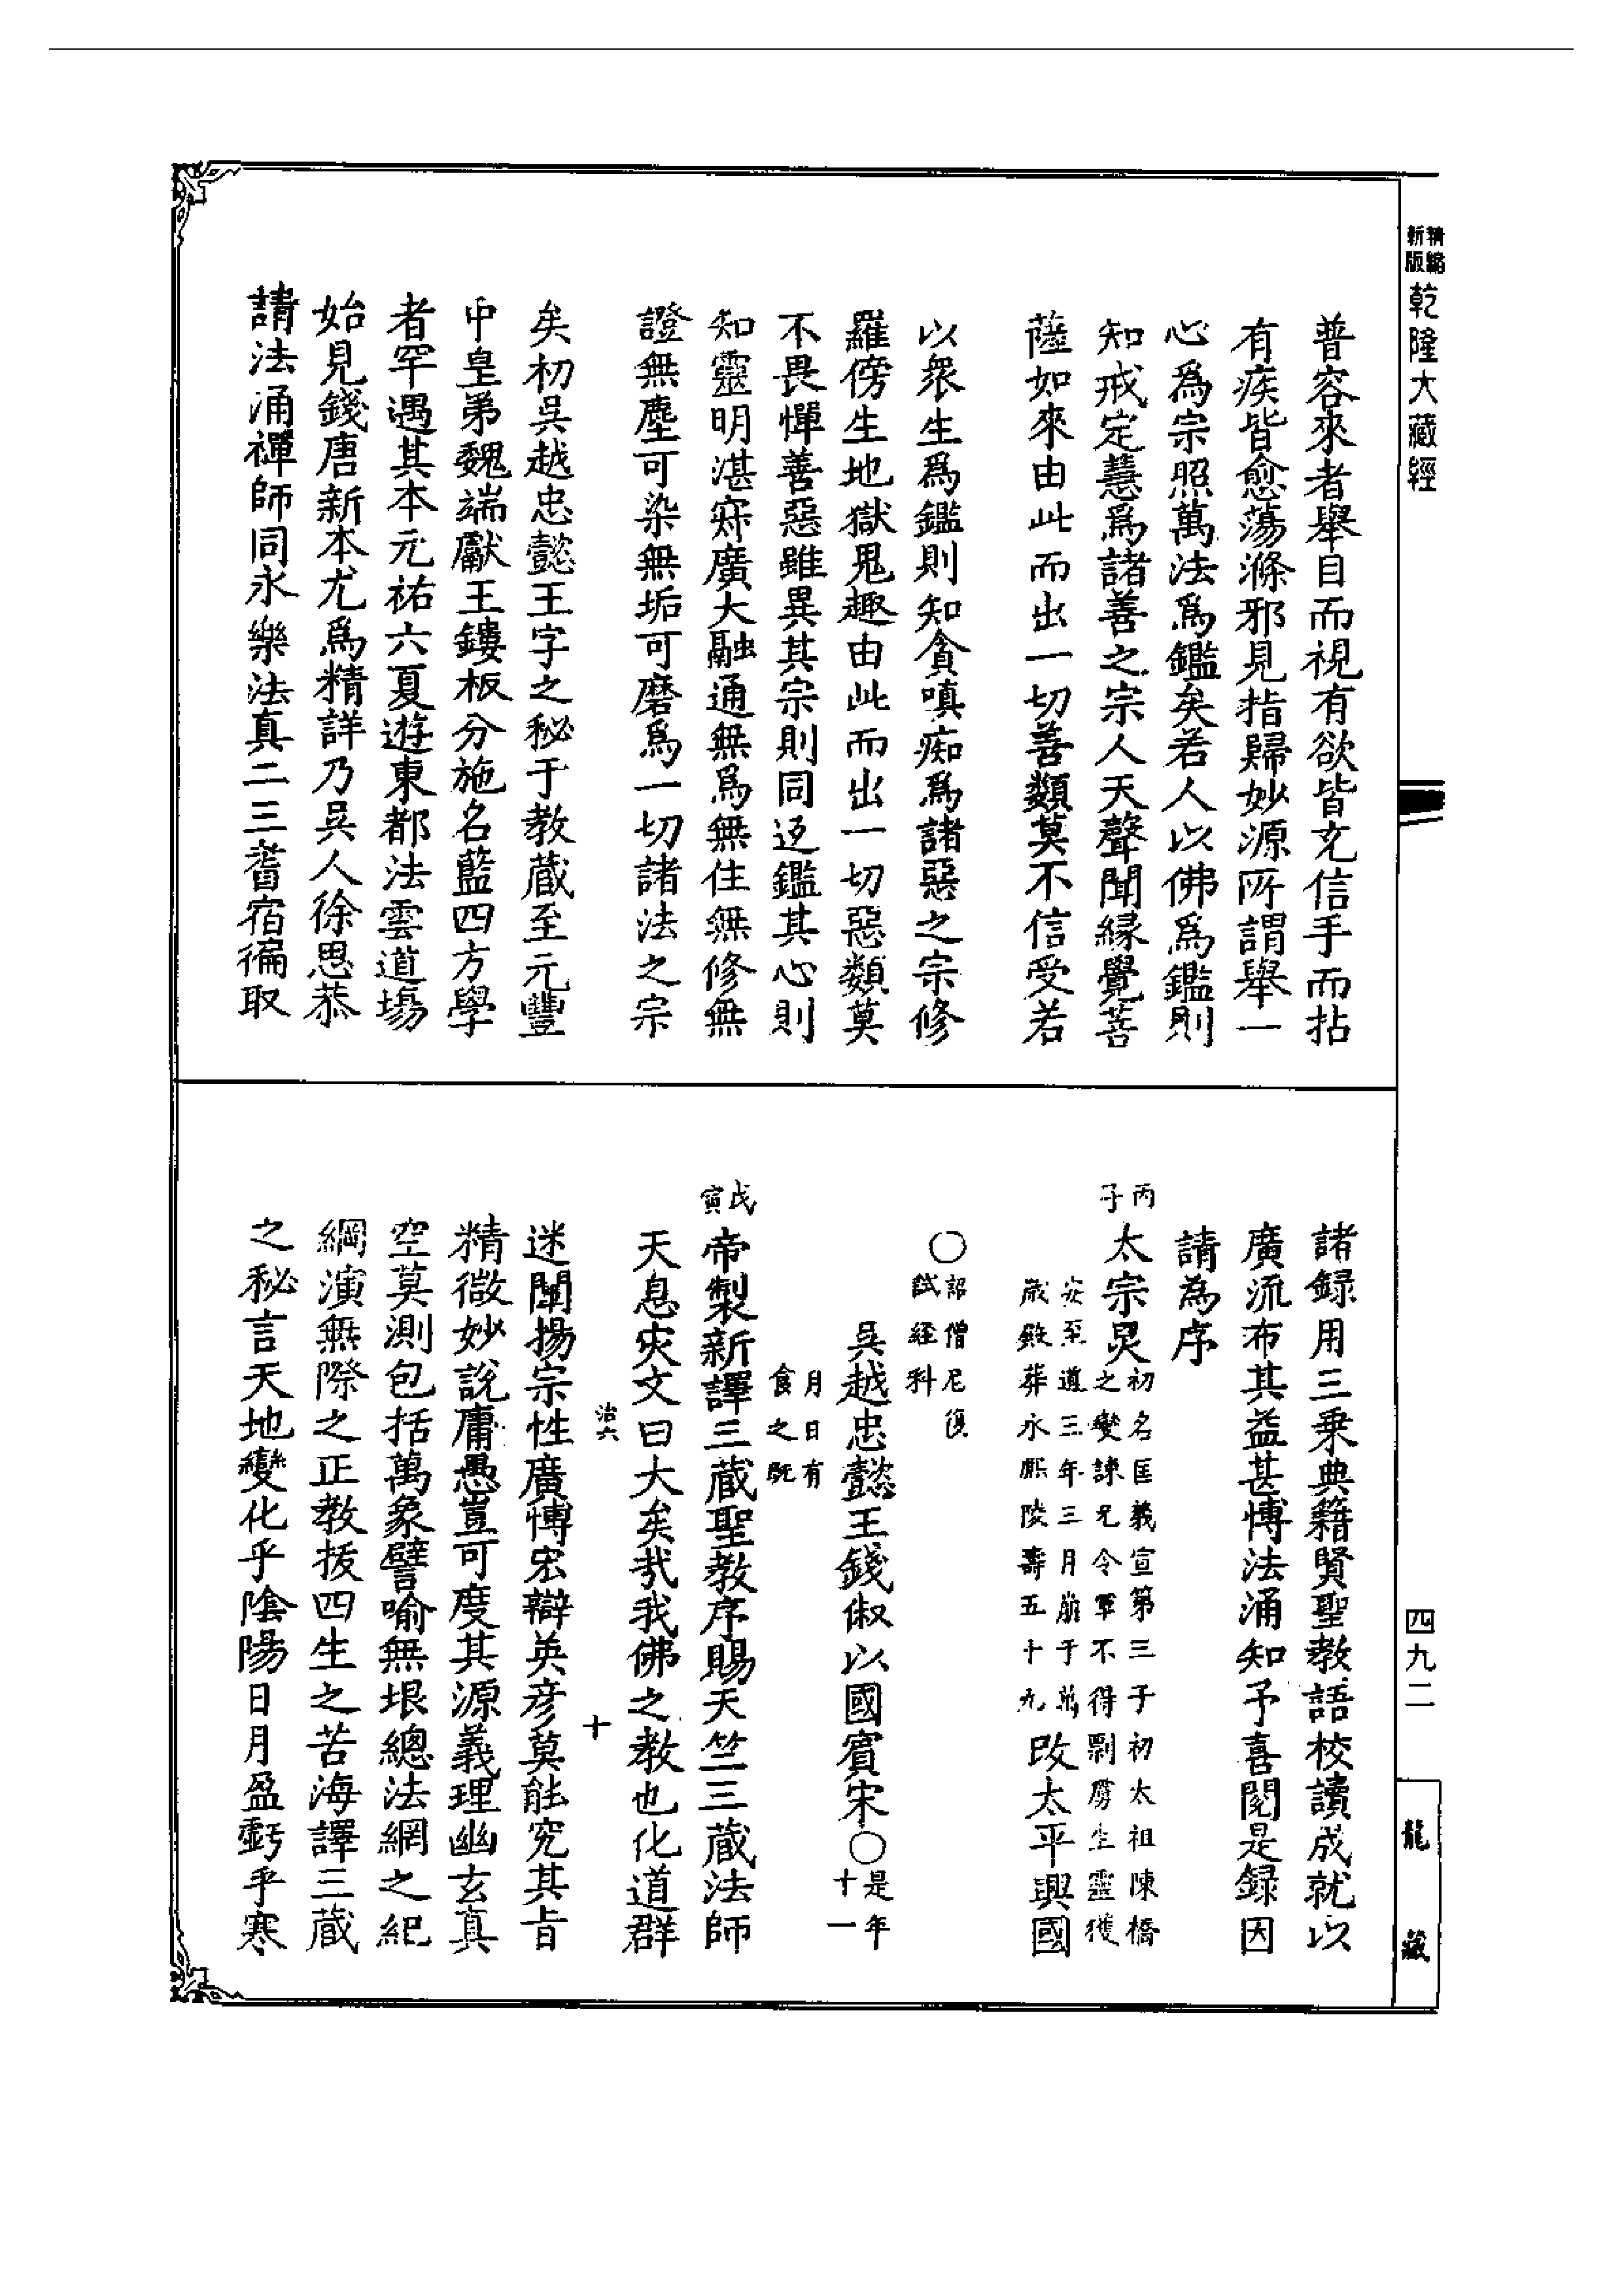 精縮新版乾隆大藏經
普容來者舉目而視有欲皆充信手而拈
有疾皆愈蕩滌邪見指歸妙源所謂舉一
心爲宗照萬法爲鑑矣若人以佛爲鑑則
知戒定慧爲諸善之宗人天聲聞緣覺菩
薩如來由此而出一切善類莫不信受若
以眾生爲鑑則知貪嗔痴爲諸惡之宗修
羅傍生地獄鬼趣由此而出一切惡類莫
不畏憚善惡雖異其宗則同返鑑其心則
知靈明湛寂廣大融通無爲無住無修無
證無塵可染無垢可磨爲一切諸法之宗
矣初吳越忠懿王字之秘于教藏至元豐
中皇弟魏端獻王鏤板分施名藍四方學
者罕遇其本元祐六夏遊東都法雲道場
始見錢唐新本尤爲精詳乃吳人徐思恭
請法涌禪師同永樂法真二三耆宿徧取
諸録用三乘典籍賢聖教語校讀成就以
廣流布其益甚博法涌知予喜閱是録因
請為序
丙子
太宗炅
初名匡義宣第三子初太祖陳橋
之變諫兄令軍不得剽虜生靈獲
安至道三年三月崩于萬
歲殿葬永熙陵壽五十九
改太平興國
〇詔僧尼復
試経科
吳越忠懿王錢俶以國賓宋〇是年
十一
月日有
食之既
戊寅
帝製新譯三藏聖教序賜天竺三藏法師
天息災文曰大矣哉我佛之教也化道群
治六
十
迷闡揚宗性廣博宏辯英彥莫能究其旨
精微妙說庸愚豈可度其源義理幽玄真
空莫測包括萬象譬喻無垠總法網之紀
綱演無際之正教拔四生之苦海譯三藏
之秘言天地變化乎陰陽日月盈虧乎寒
四九二
龍藏